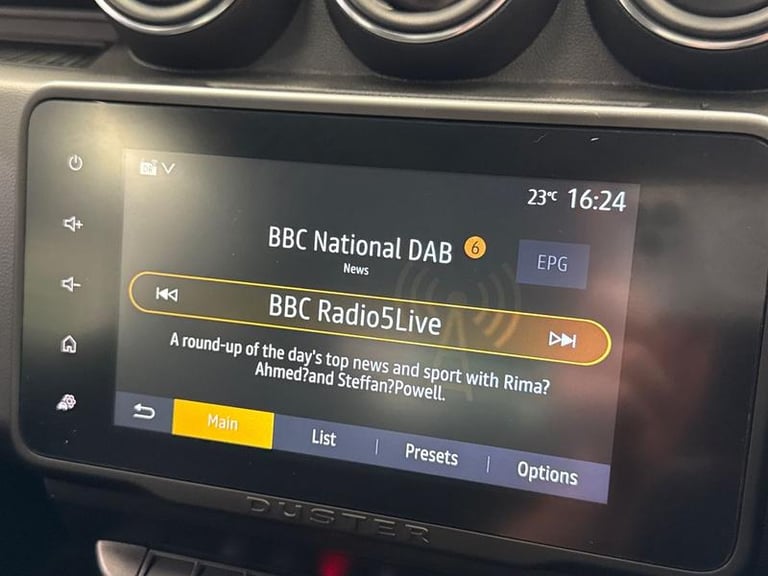 23°C 16:24
BBC National DAB 6
EPG
News
BBC Radio5Live
A round-up of the day's top news and sport with Rima?
Ahmed?and Steffan?Powell.
Main List Presets Options
DUSTER